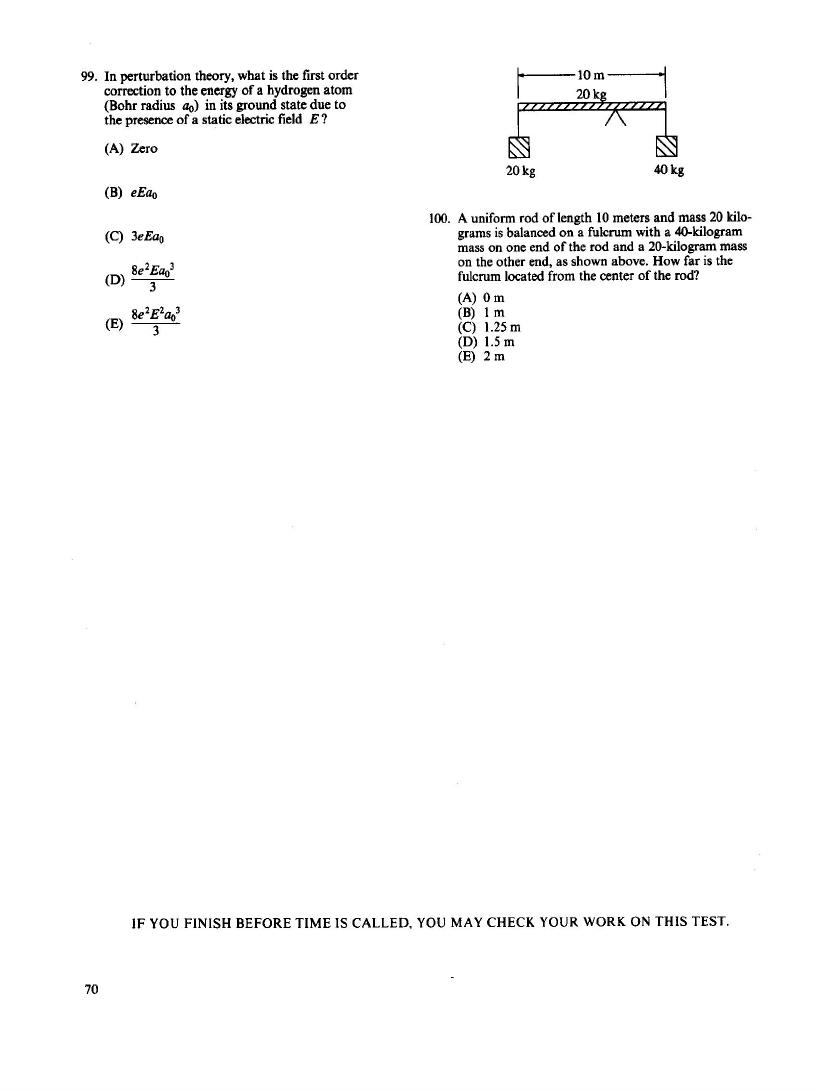 99. In perturbation theory, what is the first order
correction to the energy of a hydrogen atom
(Bohr radius a₀) in its ground state due to
the presence of a static electric field E ?
(A) Zero
(B) eEa₀
(C) 3eEa₀
(D) 8e²Ea₀³ / 3
(E) 8e²E²a₀³ / 3
10 m
20 kg
20 kg 40 kg
100. A uniform rod of length 10 meters and mass 20 kilo-
grams is balanced on a fulcrum with a 40-kilogram
mass on one end of the rod and a 20-kilogram mass
on the other end, as shown above. How far is the
fulcrum located from the center of the rod?
(A) 0 m
(B) 1 m
(C) 1.25 m
(D) 1.5 m
(E) 2 m
IF YOU FINISH BEFORE TIME IS CALLED, YOU MAY CHECK YOUR WORK ON THIS TEST.
70